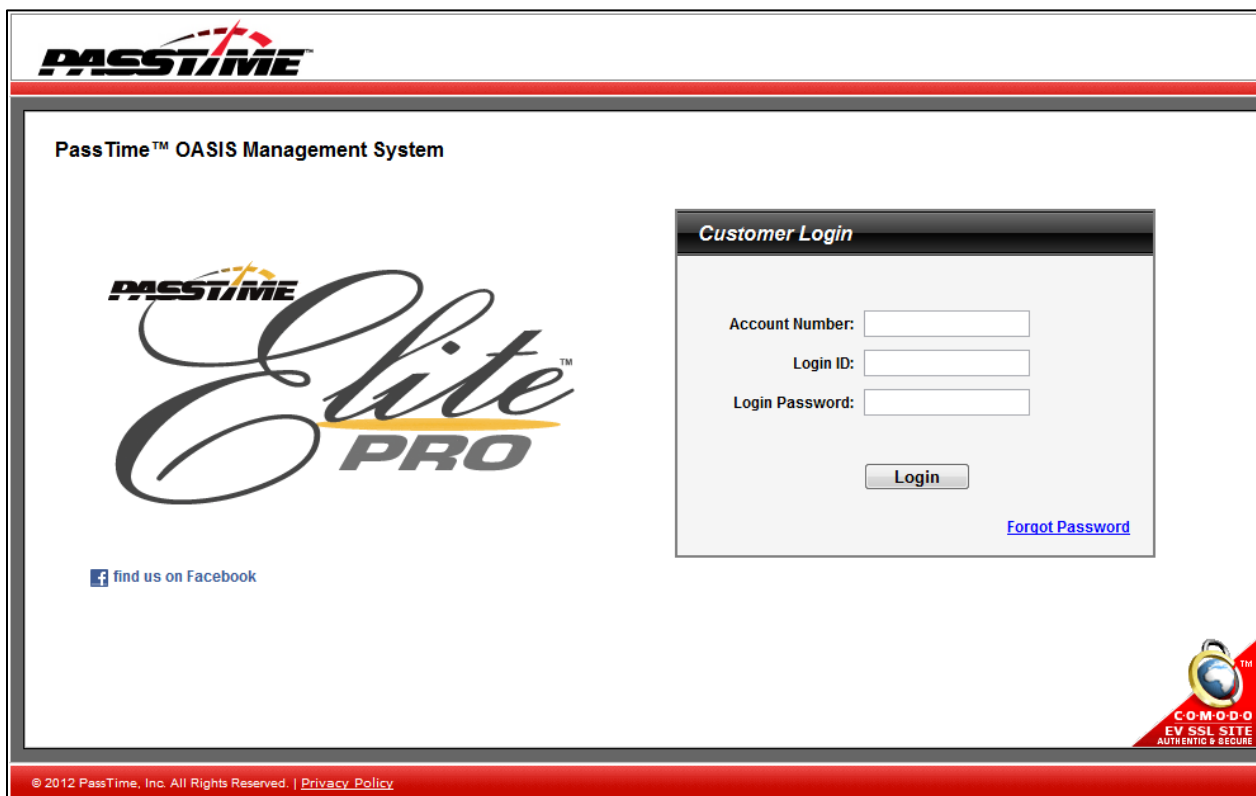 PASSTIME™
PassTime™ OASIS Management System
PASSTIME
Elite™
PRO
find us on Facebook
Customer Login
Account Number:
Login ID:
Login Password:
Login
Forgot Password
TM
C·O·M·O·D·O
EV SSL SITE
AUTHENTIC & SECURE
© 2012 PassTime, Inc. All Rights Reserved. | Privacy Policy